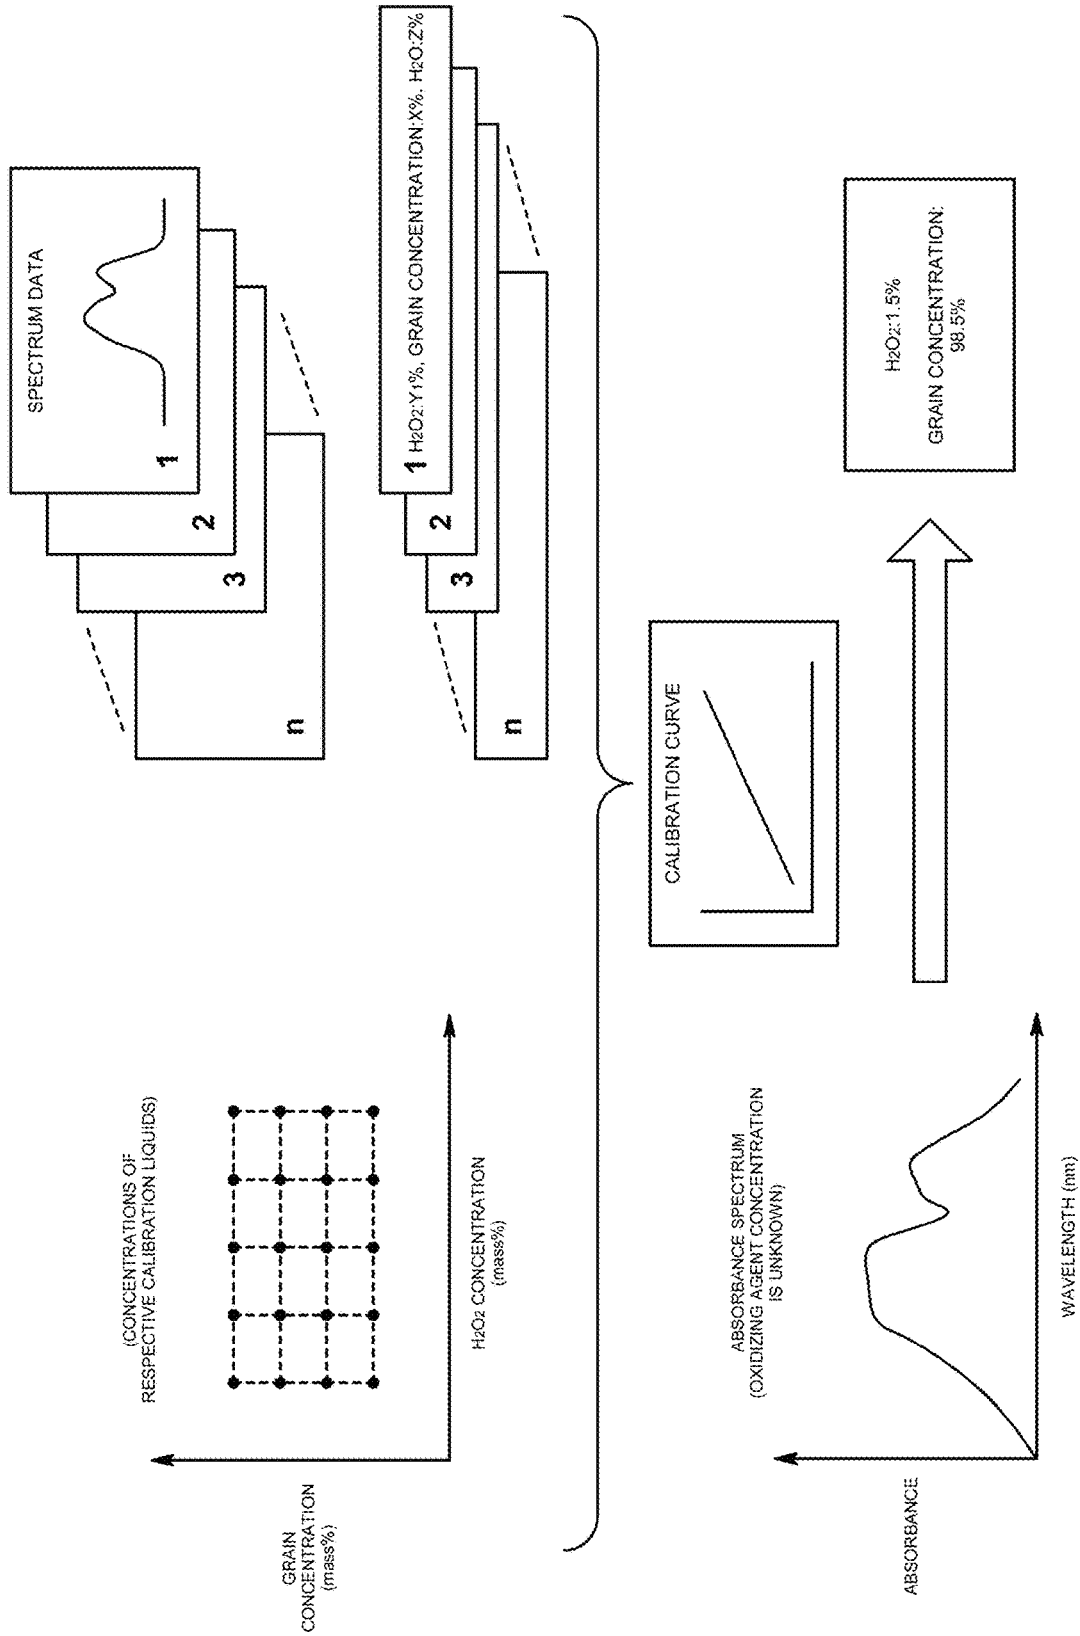 (CONCENTRATIONS OF
RESPECTIVE CALIBRATION LIQUIDS)
GRAIN
CONCENTRATION
(mass%)
H2O2 CONCENTRATION
(mass%)
SPECTRUM DATA
1
2
3
n
1 H2O2:Y1%, GRAIN CONCENTRATION:X%, H2O:Z%
2
3
n
CALIBRATION CURVE
ABSORBANCE SPECTRUM
(OXIDIZING AGENT CONCENTRATION
IS UNKNOWN)
ABSORBANCE
WAVELENGTH (nm)
H2O2:1.5%
GRAIN CONCENTRATION:
98.5%